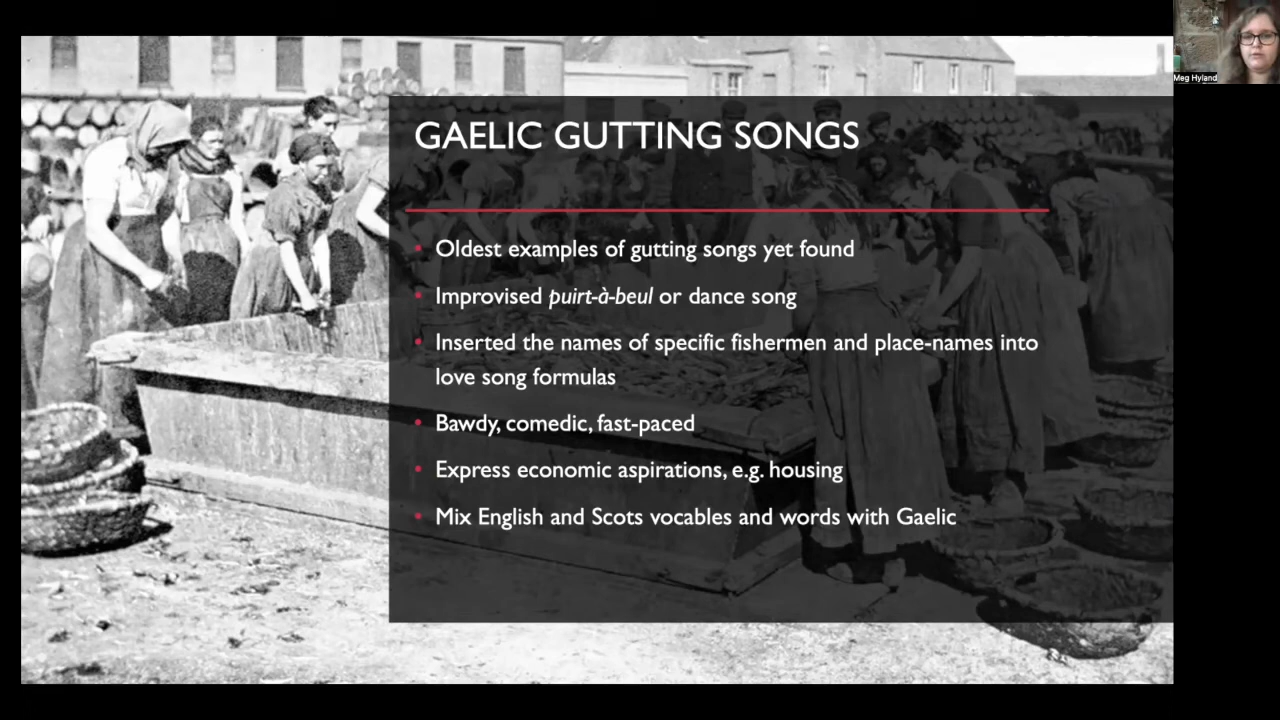 Meg Hyland
GAELIC GUTTING SONGS
• Oldest examples of gutting songs yet found
• Improvised puirt-à-beul or dance song
• Inserted the names of specific fishermen and place-names into
love song formulas
• Bawdy, comedic, fast-paced
• Express economic aspirations, e.g. housing
• Mix English and Scots vocables and words with Gaelic